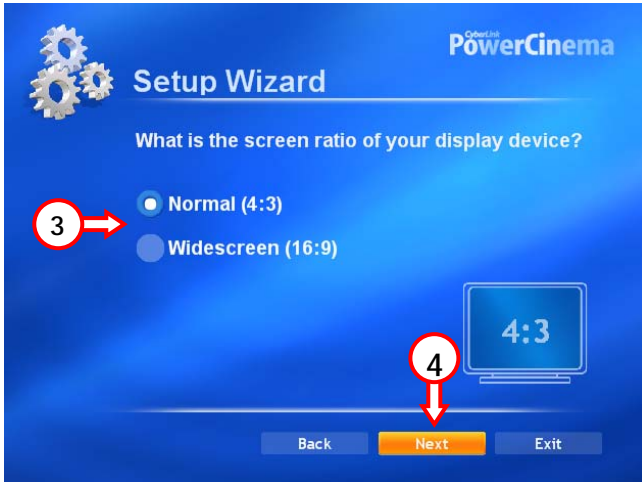 CyberLink
PowerCinema
Setup Wizard
What is the screen ratio of your display device?
Normal (4:3)
3
Widescreen (16:9)
4:3
4
Back Next Exit